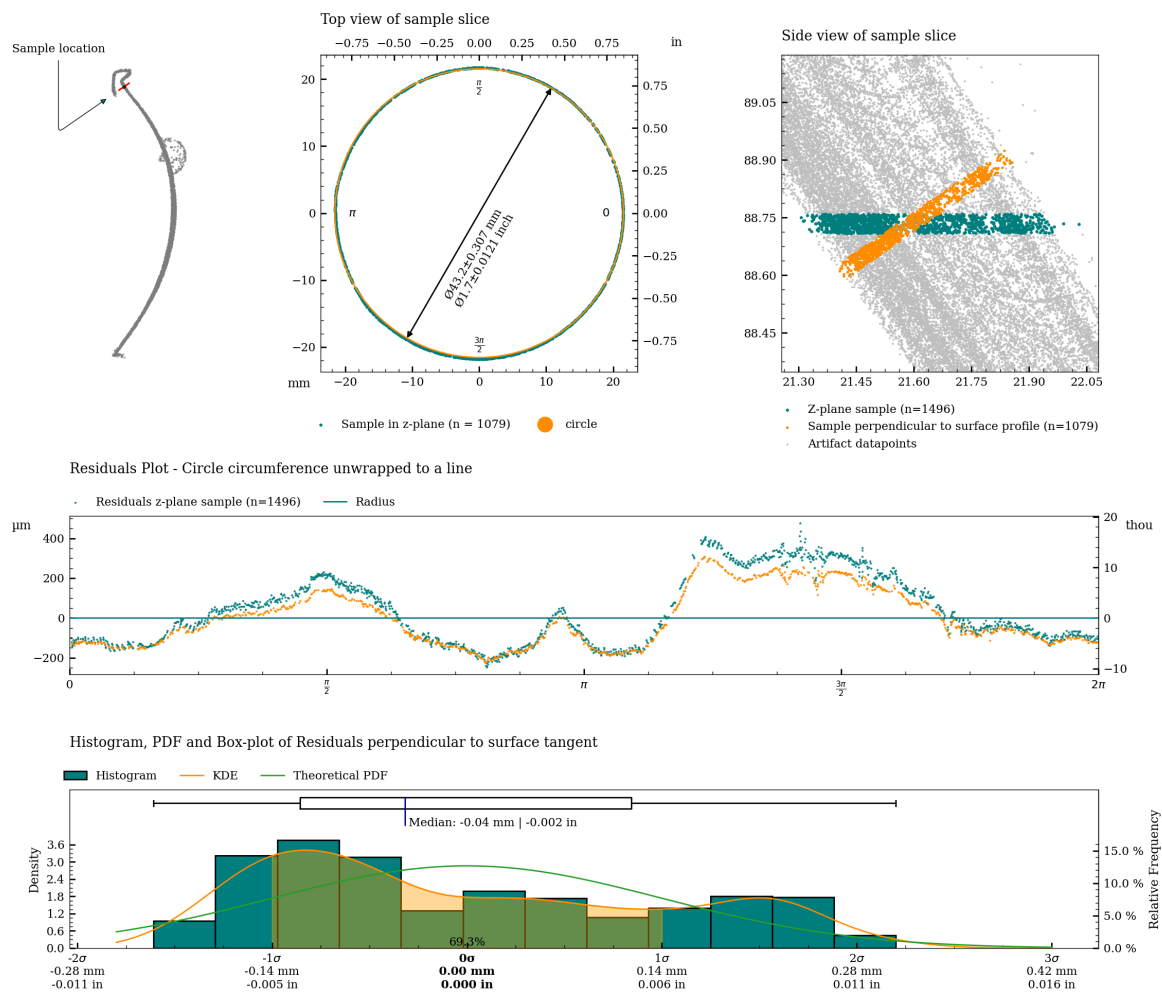 Sample location
Top view of sample slice
−0.75 −0.50 −0.25 0.00 0.25 0.50 0.75 in
20
10
0
−10
−20
mm
−20 −10 0 10 20
0.75
0.50
0.25
0.00
−0.25
−0.50
−0.75
π/2
π
0
3π/2
Ø43.2±0.307 mm
Ø1.7±0.0121 inch
Sample in z-plane (n = 1079) circle
Side view of sample slice
89.05
88.90
88.75
88.60
88.45
21.30 21.45 21.60 21.75 21.90 22.05
Z-plane sample (n=1496)
Sample perpendicular to surface profile (n=1079)
Artifact datapoints
Residuals Plot - Circle circumference unwrapped to a line
Residuals z-plane sample (n=1496) Radius
µm
400
200
0
−200
thou
20
10
0
−10
0 π/2 π 3π/2 2π
Histogram, PDF and Box-plot of Residuals perpendicular to surface tangent
Histogram KDE Theoretical PDF
Median: -0.04 mm | -0.002 in
Density
3.6
3.0
2.4
1.8
1.2
0.6
0.0
Relative Frequency
15.0 %
10.0 %
5.0 %
0.0 %
69.3%
-2σ -1σ 0σ 1σ 2σ 3σ
-0.28 mm -0.14 mm 0.00 mm 0.14 mm 0.28 mm 0.42 mm
-0.011 in -0.005 in 0.000 in 0.006 in 0.011 in 0.016 in